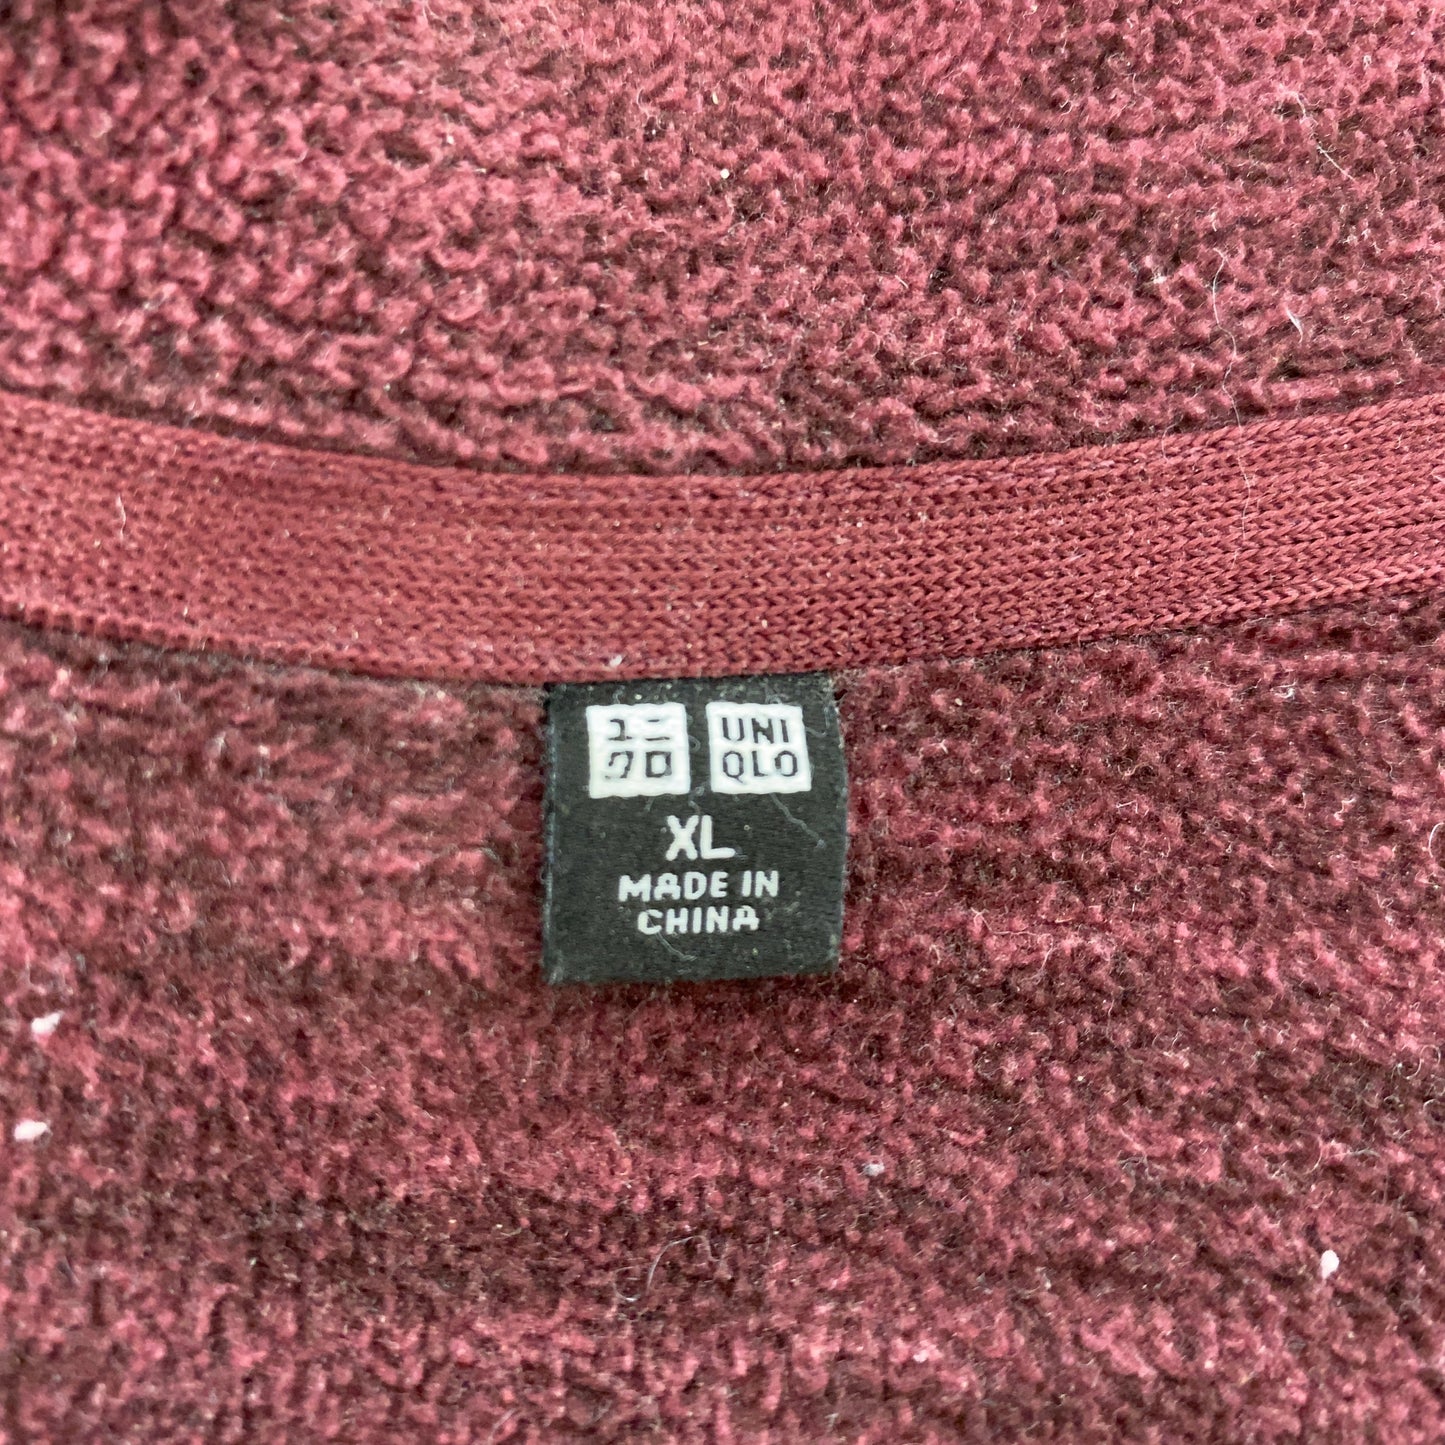 ユニ
クロ
UNI
QLO
XL
MADE IN
CHINA